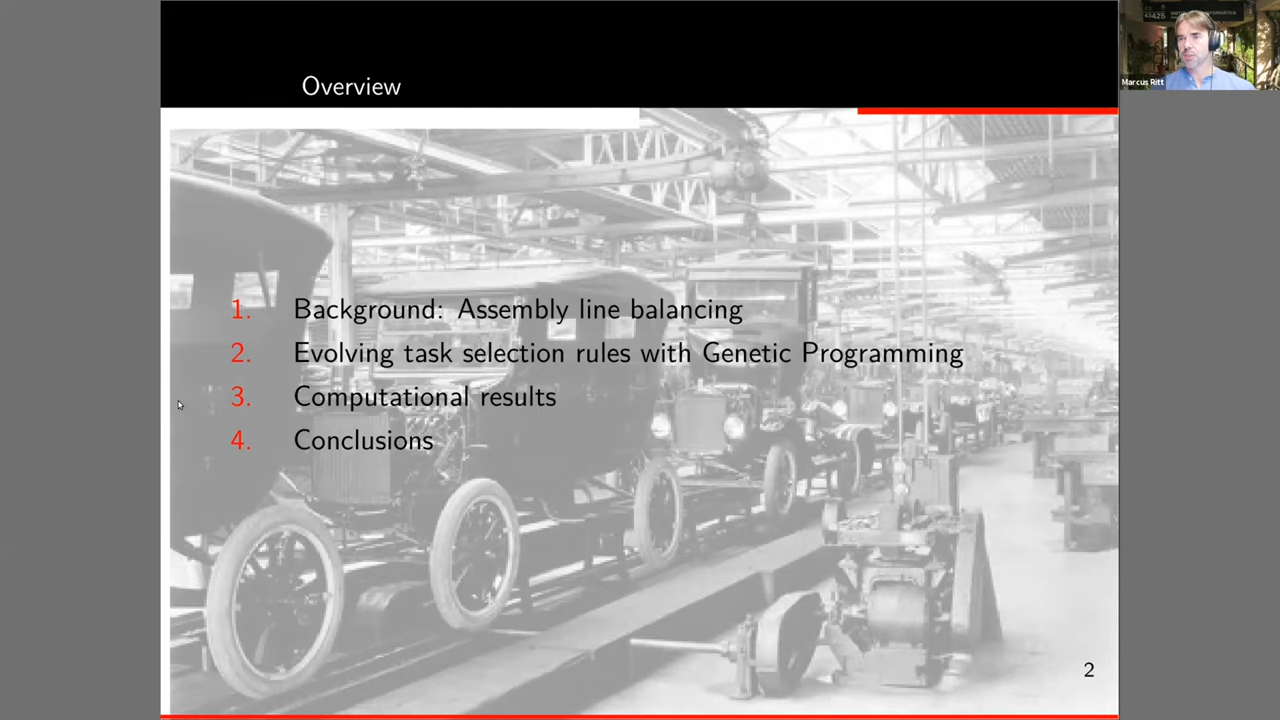 Overview
Marcus Ritt
1. Background: Assembly line balancing
2. Evolving task selection rules with Genetic Programming
3. Computational results
4. Conclusions
2